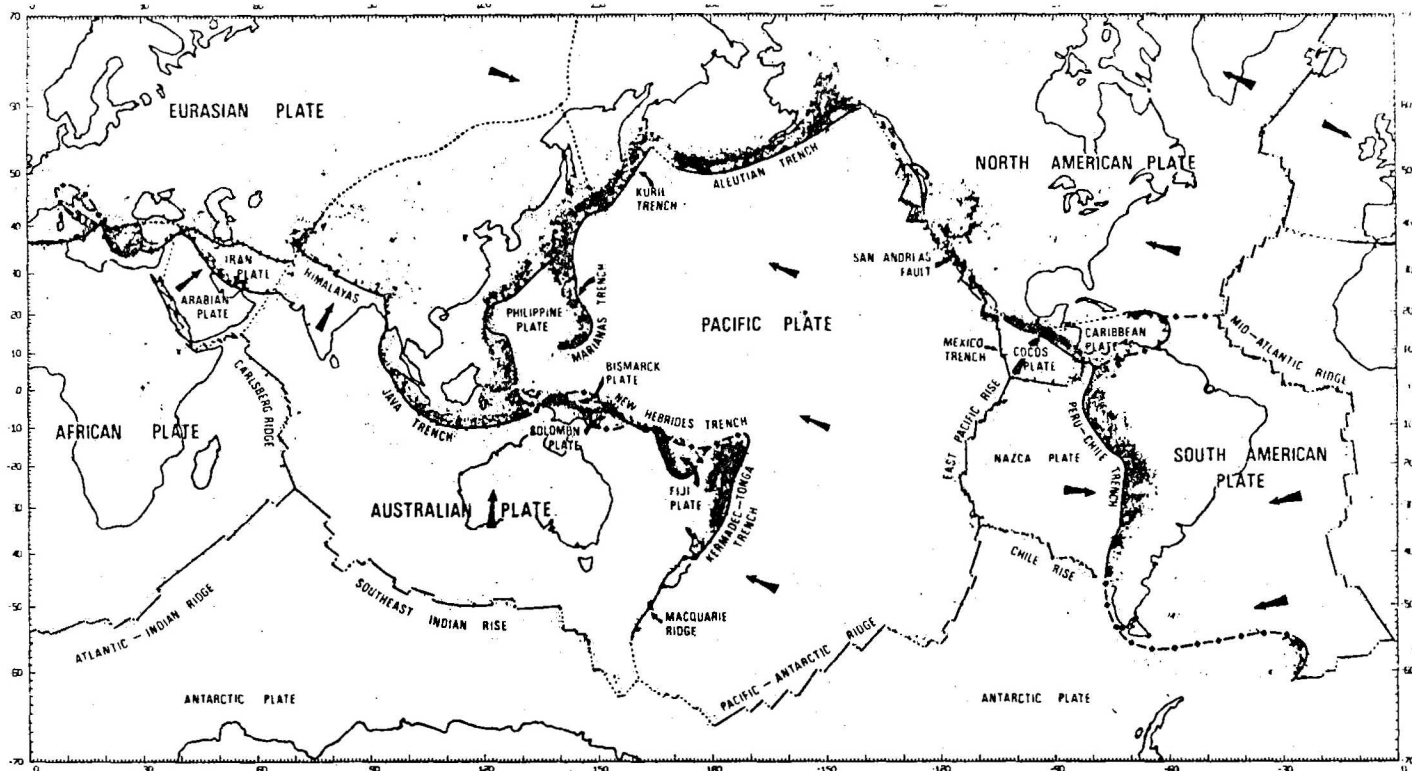 EURASIAN PLATE
NORTH AMERICAN PLATE
KURIL
TRENCH
ALEUTIAN TRENCH
SAN ANDREAS
FAULT
IRAN
PLATE
ARABIAN
PLATE
HIMALAYAS
PHILIPPINE
PLATE
MARIANAS TRENCH
PACIFIC PLATE
CARIBBEAN
PLATE
MEXICO
TRENCH
COCOS
PLATE
MID-ATLANTIC RIDGE
BISMARCK
PLATE
CARLSBERG RIDGE
JAVA
TRENCH
NEW HEBRIDES TRENCH
SOLOMON
PLATE
AFRICAN PLATE
EAST PACIFIC RISE
PERU-CHILE TRENCH
NAZCA PLATE
SOUTH AMERICAN
PLATE
FIJI
PLATE
AUSTRALIAN PLATE
KERMADEC-TONGA
TRENCH
CHILE RISE
SOUTHEAST
INDIAN RISE
MACQUARIE
RIDGE
ATLANTIC-INDIAN RIDGE
PACIFIC-ANTARCTIC
RIDGE
ANTARCTIC PLATE
ANTARCTIC PLATE